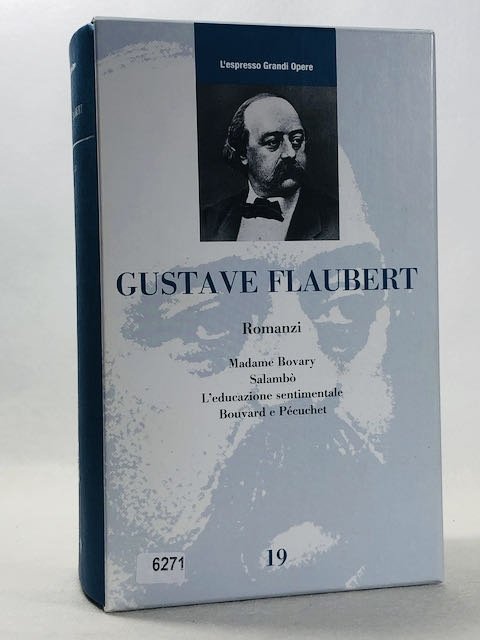 L'espresso Grandi Opere
GUSTAVE FLAUBERT
Romanzi
Madame Bovary
Salambò
L'educazione sentimentale
Bouvard e Pécuchet
6271
19